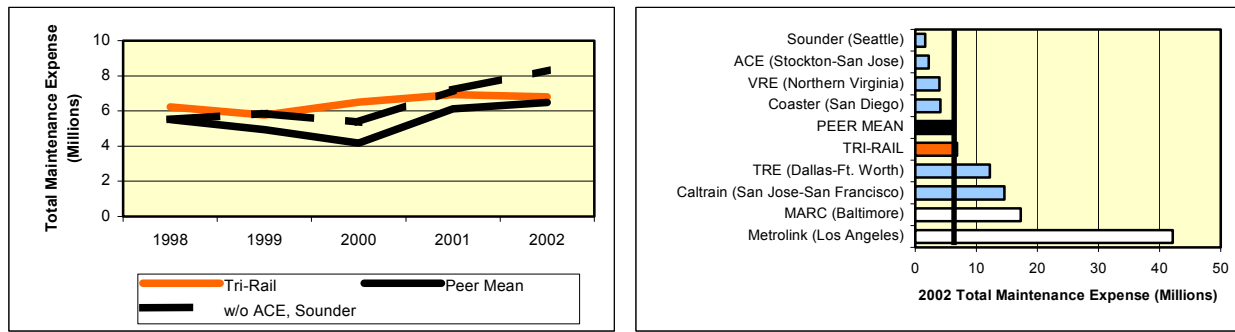 Total Maintenance Expense
(Millions)
10
8
6
4
2
0
1998
1999
2000
2001
2002
Tri-Rail
Peer Mean
w/o ACE, Sounder
Sounder (Seattle)
ACE (Stockton-San Jose)
VRE (Northern Virginia)
Coaster (San Diego)
PEER MEAN
TRI-RAIL
TRE (Dallas-Ft. Worth)
Caltrain (San Jose-San Francisco)
MARC (Baltimore)
Metrolink (Los Angeles)
0
10
20
30
40
50
2002 Total Maintenance Expense (Millions)